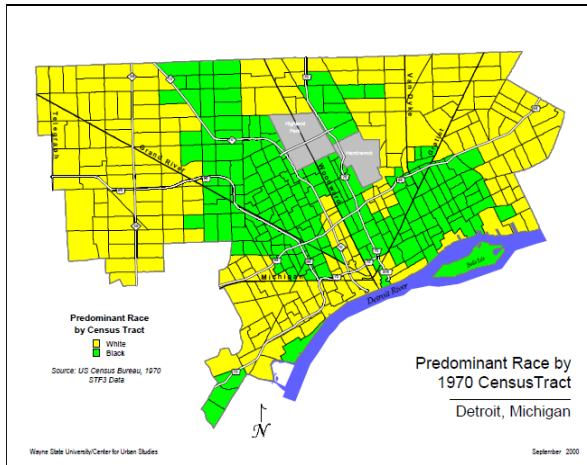 Telegraph
Grand River
Highland
Park
Hamtramck
Woodward
Van Dyke
Gratiot
Michigan
Detroit River
Belle Isle
Predominant Race
by Census Tract
White
Black
Source: US Census Bureau, 1970
STF3 Data
N
Predominant Race by
1970 CensusTract
Detroit, Michigan
Wayne State University/Center for Urban Studies
September 2000